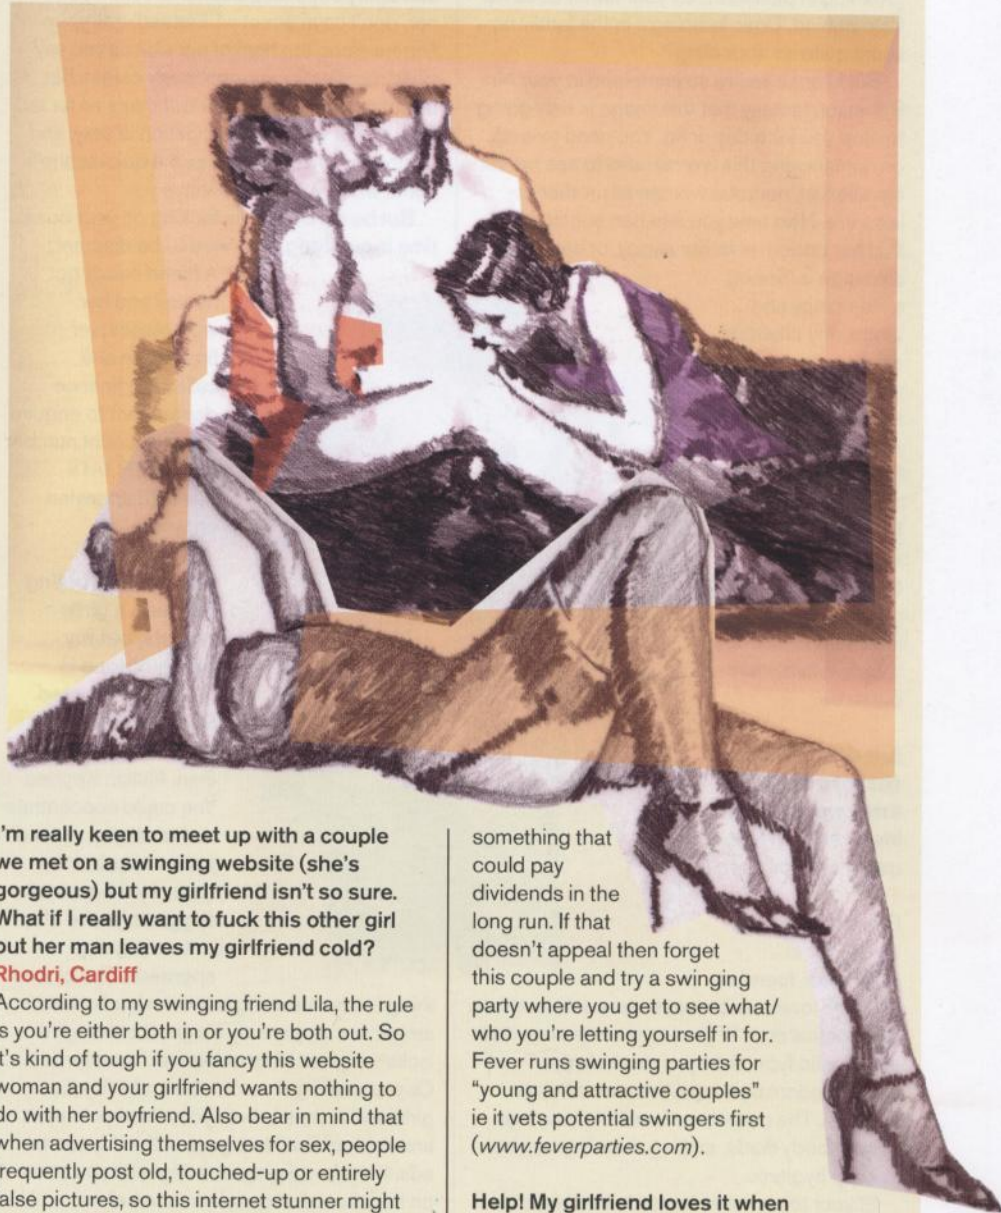 I'm really keen to meet up with a couple
we met on a swinging website (she's
gorgeous) but my girlfriend isn't so sure.
What if I really want to fuck this other girl
but her man leaves my girlfriend cold?
Rhodri, Cardiff
According to my swinging friend Lila, the rule
is you're either both in or you're both out. So
it's kind of tough if you fancy this website
woman and your girlfriend wants nothing to
do with her boyfriend. Also bear in mind that
when advertising themselves for sex, people
frequently post old, touched-up or entirely
false pictures, so this internet stunner might
something that
could pay
dividends in the
long run. If that
doesn't appeal then forget
this couple and try a swinging
party where you get to see what/
who you're letting yourself in for.
Fever runs swinging parties for
"young and attractive couples"
ie it vets potential swingers first
(www.feverparties.com).
Help! My girlfriend loves it when